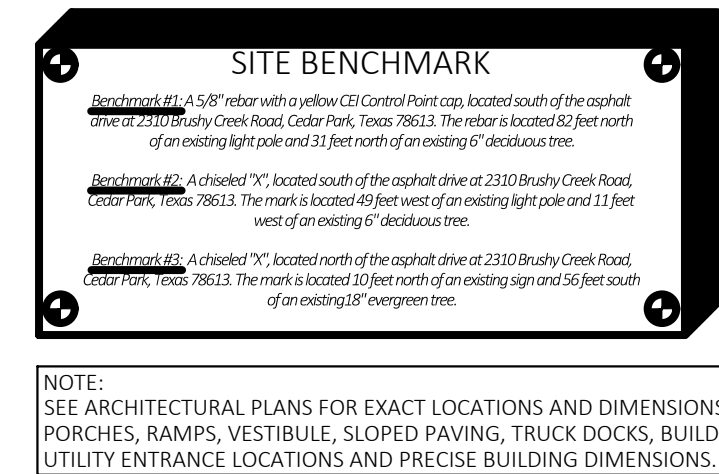 SITE BENCHMARK
Benchmark #1: A 5/8" rebar with a yellow CEI Control Point cap, located south of the asphalt
drive at 2310 Brushy Creek Road, Cedar Park, Texas 78613. The rebar is located 82 feet north
of an existing light pole and 31 feet north of an existing 6" deciduous tree.
Benchmark #2: A chiseled "X", located south of the asphalt drive at 2310 Brushy Creek Road,
Cedar Park, Texas 78613. The mark is located 49 feet west of an existing light pole and 11 feet
west of an existing 6" deciduous tree.
Benchmark #3: A chiseled "X", located north of the asphalt drive at 2310 Brushy Creek Road,
Cedar Park, Texas 78613. The mark is located 10 feet north of an existing sign and 56 feet south
of an existing18" evergreen tree.
NOTE:
SEE ARCHITECTURAL PLANS FOR EXACT LOCATIONS AND DIMENSIONS
PORCHES, RAMPS, VESTIBULE, SLOPED PAVING, TRUCK DOCKS, BUILD
UTILITY ENTRANCE LOCATIONS AND PRECISE BUILDING DIMENSIONS.